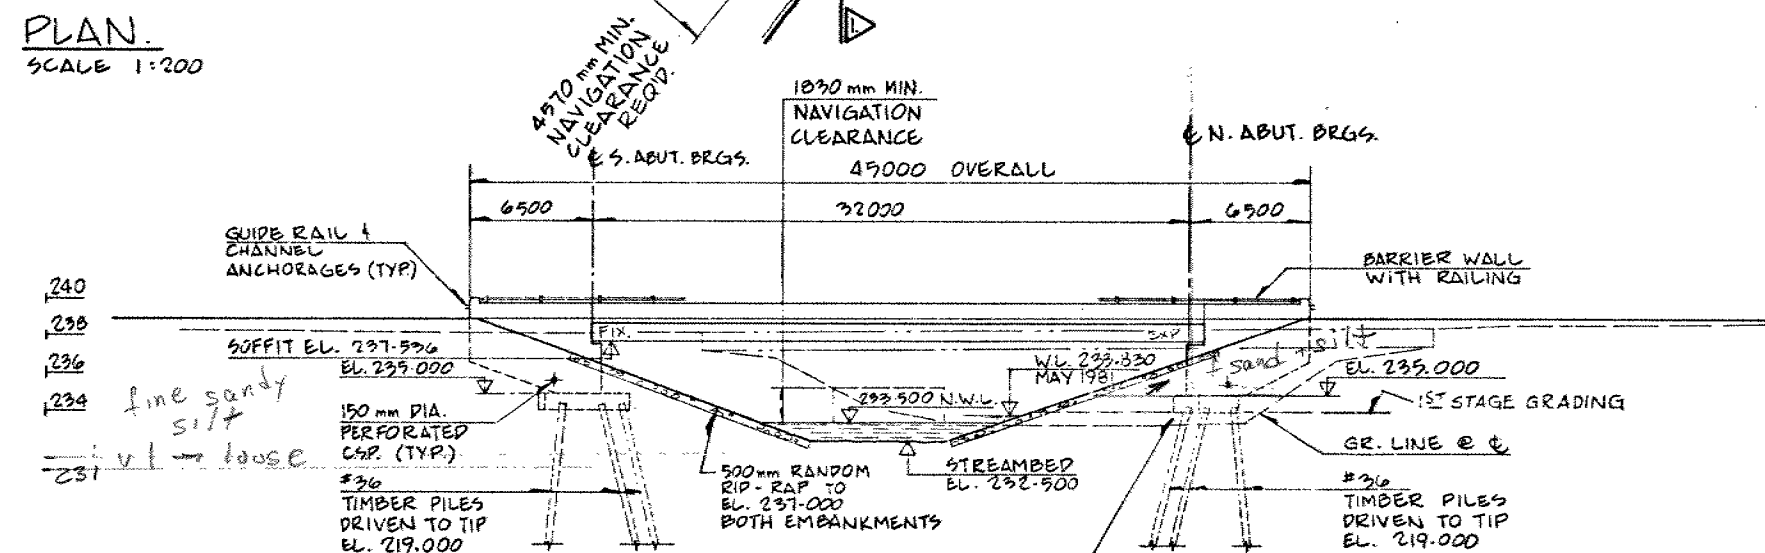 PLAN.
SCALE 1:200
4570 mm MIN.
NAVIGATION
CLEARANCE
REQ'D.
1830 mm MIN.
NAVIGATION
CLEARANCE
℄ S. ABUT. BRGS.
℄ N. ABUT. BRGS.
45000 OVERALL
6500
32000
6500
GUIDE RAIL &
CHANNEL
ANCHORAGES (TYP.)
BARRIER WALL
WITH RAILING
240
238
236
234
231
FIX.
EXP.
SOFFIT EL. 237.536
EL. 235.000
W.L. 233.830
MAY 1981
sand + silt
EL. 235.000
233.500 N.W.L.
1ST STAGE GRADING
GR. LINE @ ℄
fine sandy
silt
vl → loose
150 mm DIA.
PERFORATED
CSP. (TYP.)
500mm RANDOM
RIP-RAP TO
EL. 237.000
BOTH EMBANKMENTS
STREAMBED
EL. 232.500
#36
TIMBER PILES
DRIVEN TO TIP
EL. 219.000
#36
TIMBER PILES
DRIVEN TO TIP
EL. 219.000